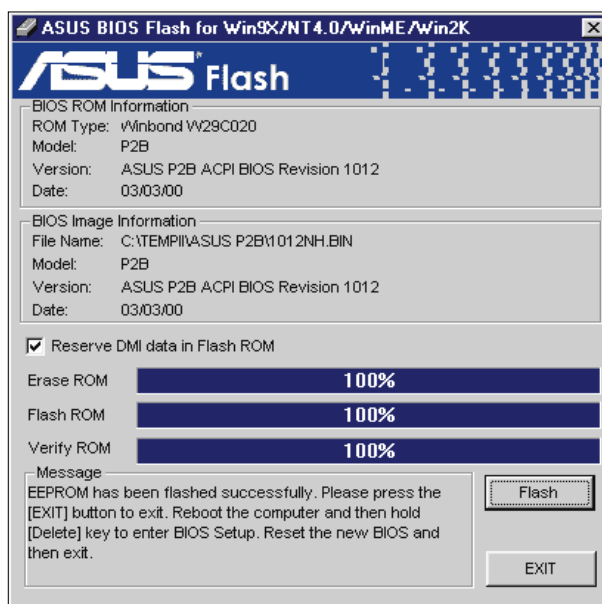 ASUS BIOS Flash for Win9X/NT4.0/WinME/Win2K
ASUS Flash
BIOS ROM Information
ROM Type: Winbond W29C020
Model: P2B
Version: ASUS P2B ACPI BIOS Revision 1012
Date: 03/03/00
BIOS Image Information
File Name: C:\TEMPII\ASUS P2B\1012NH.BIN
Model: P2B
Version: ASUS P2B ACPI BIOS Revision 1012
Date: 03/03/00
Reserve DMI data in Flash ROM
Erase ROM 100%
Flash ROM 100%
Verify ROM 100%
Message
EEPROM has been flashed successfully. Please press the
[EXIT] button to exit. Reboot the computer and then hold
[Delete] key to enter BIOS Setup. Reset the new BIOS and
then exit.
Flash
EXIT